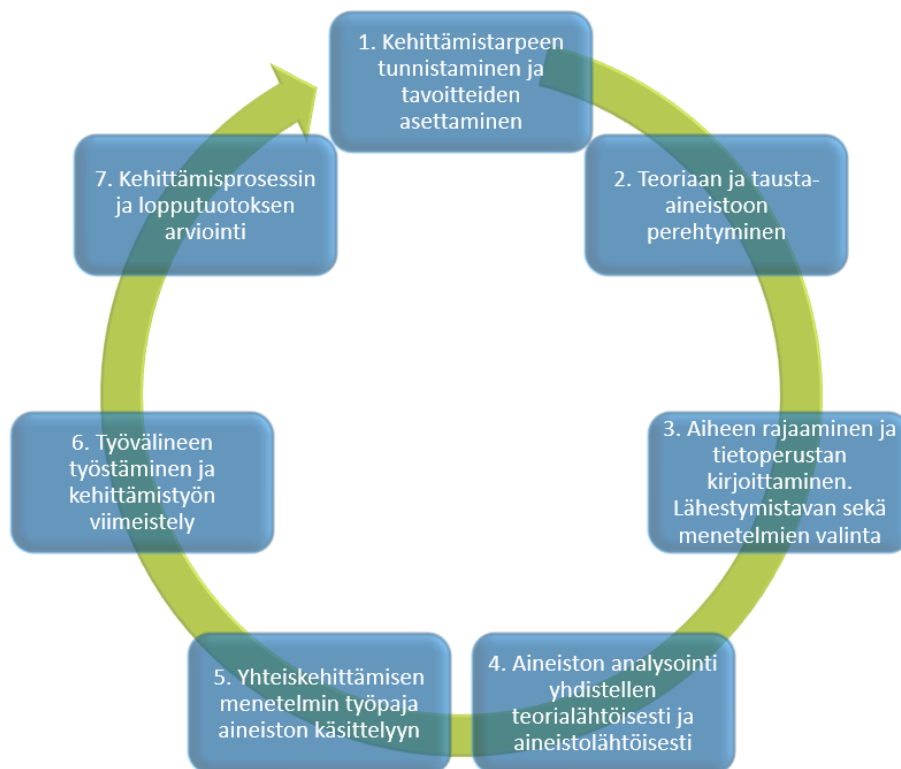 1. Kehittämistarpeen
tunnistaminen ja
tavoitteiden
asettaminen
2. Teoriaan ja tausta-
aineistoon
perehtyminen
3. Aiheen rajaaminen ja
tietoperustan
kirjoittaminen.
Lähestymistavan sekä
menetelmien valinta
4. Aineiston analysointi
yhdistellen
teorialähtöisesti ja
aineistolähtöisesti
5. Yhteiskehittämisen
menetelmin työpaja
aineiston käsittelyyn
6. Työvälineen
työstäminen ja
kehittämistyön
viimeistely
7. Kehittämisprosessin
ja lopputuotoksen
arviointi